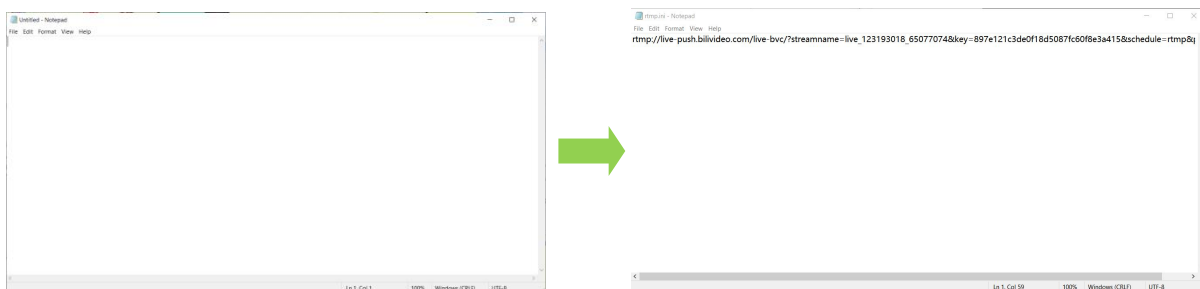 Untitled - Notepad
File Edit Format View Help
Ln 1, Col 1 100% Windows (CRLF) UTF-8
rtmp.ini - Notepad
File Edit Format View Help
rtmp://live-push.bilivideo.com/live-bvc/?streamname=live_123193018_65077074&key=897e121c3de0f18d5087fc60f8e3a415&schedule=rtmp&
Ln 1, Col 59 100% Windows (CRLF) UTF-8